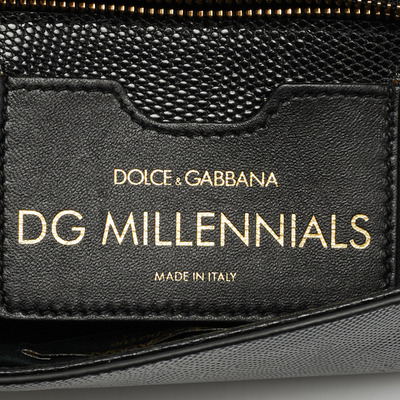 DOLCE & GABBANA
DG MILLENNIALS
MADE IN ITALY